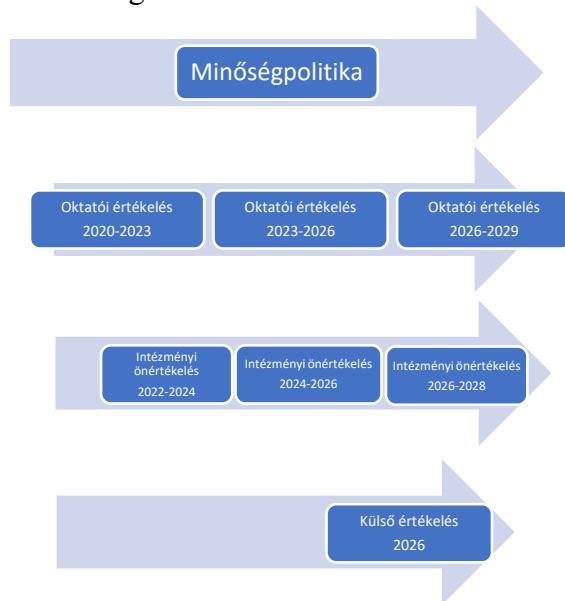 Minőségpolitika
Oktatói értékelés
2020-2023
Oktatói értékelés
2023-2026
Oktatói értékelés
2026-2029
Intézményi
önértékelés
2022-2024
Intézményi önértékelés
2024-2026
Intézményi önértékelés
2026-2028
Külső értékelés
2026